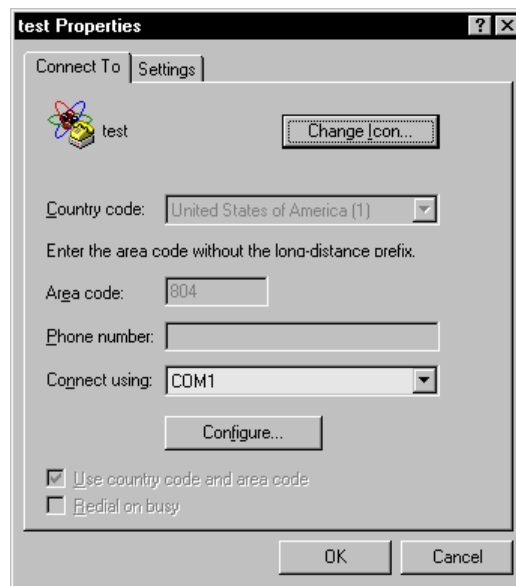 test Properties
Connect To Settings
test Change Icon...
Country code: United States of America (1)
Enter the area code without the long-distance prefix.
Area code: 804
Phone number:
Connect using: COM1
Configure...
Use country code and area code
Redial on busy
OK Cancel